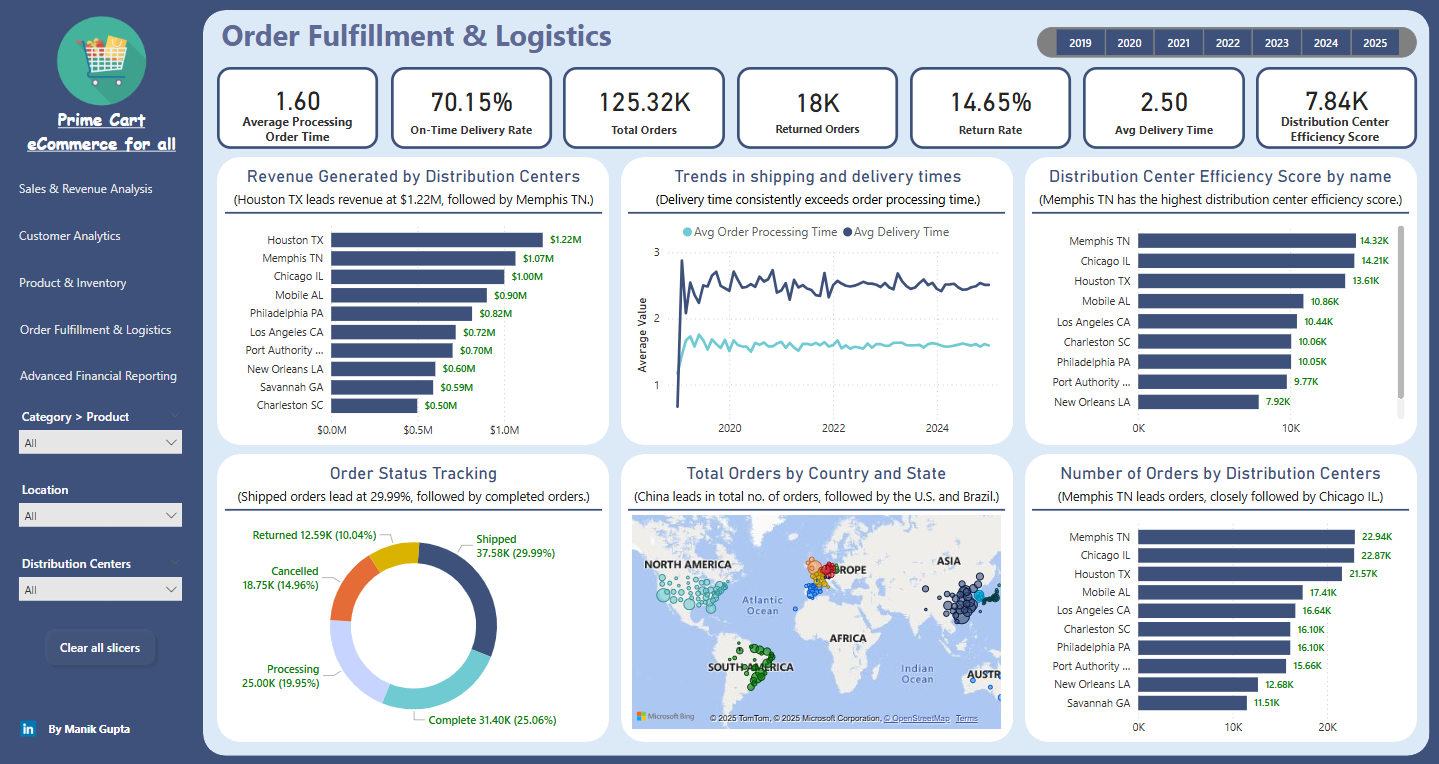 Prime Cart
eCommerce for all
Sales & Revenue Analysis
Customer Analytics
Product & Inventory
Order Fulfillment & Logistics
Advanced Financial Reporting
Category > Product
All
Location
All
Distribution Centers
All
Clear all slicers
in By Manik Gupta
Order Fulfillment & Logistics
2019 2020 2021 2022 2023 2024 2025
1.60
Average Processing
Order Time
70.15%
On-Time Delivery Rate
125.32K
Total Orders
18K
Returned Orders
14.65%
Return Rate
2.50
Avg Delivery Time
7.84K
Distribution Center
Efficiency Score
Revenue Generated by Distribution Centers
(Houston TX leads revenue at $1.22M, followed by Memphis TN.)
Houston TX $1.22M
Memphis TN $1.07M
Chicago IL $1.00M
Mobile AL $0.90M
Philadelphia PA $0.82M
Los Angeles CA $0.72M
Port Authority ... $0.70M
New Orleans LA $0.60M
Savannah GA $0.59M
Charleston SC $0.50M
$0.0M $0.5M $1.0M
Trends in shipping and delivery times
(Delivery time consistently exceeds order processing time.)
Avg Order Processing Time Avg Delivery Time
Average Value
3
2
1
2020 2022 2024
Distribution Center Efficiency Score by name
(Memphis TN has the highest distribution center efficiency score.)
Memphis TN 14.32K
Chicago IL 14.21K
Houston TX 13.61K
Mobile AL 10.86K
Los Angeles CA 10.44K
Charleston SC 10.06K
Philadelphia PA 10.05K
Port Authority ... 9.77K
New Orleans LA 7.92K
0K 10K
Order Status Tracking
(Shipped orders lead at 29.99%, followed by completed orders.)
Returned 12.59K (10.04%)
Shipped
37.58K (29.99%)
Cancelled
18.75K (14.96%)
Processing
25.00K (19.95%)
Complete 31.40K (25.06%)
Total Orders by Country and State
(China leads in total no. of orders, followed by the U.S. and Brazil.)
NORTH AMERICA
EUROPE
ASIA
Atlantic
Ocean
AFRICA
SOUTH AMERICA
Indian
Ocean
AUSTR
Microsoft Bing
© 2025 TomTom, © 2025 Microsoft Corporation, © OpenStreetMap Terms
Number of Orders by Distribution Centers
(Memphis TN leads orders, closely followed by Chicago IL.)
Memphis TN 22.94K
Chicago IL 22.87K
Houston TX 21.57K
Mobile AL 17.41K
Los Angeles CA 16.64K
Charleston SC 16.10K
Philadelphia PA 16.10K
Port Authority ... 15.66K
New Orleans LA 12.68K
Savannah GA 11.51K
0K 10K 20K